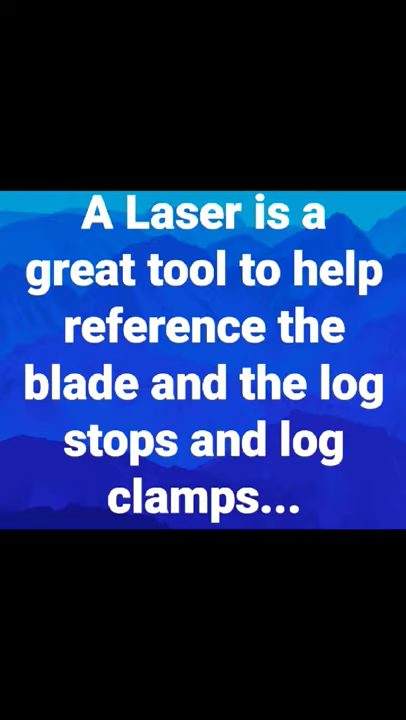 A Laser is a
great tool to help
reference the
blade and the log
stops and log
clamps...